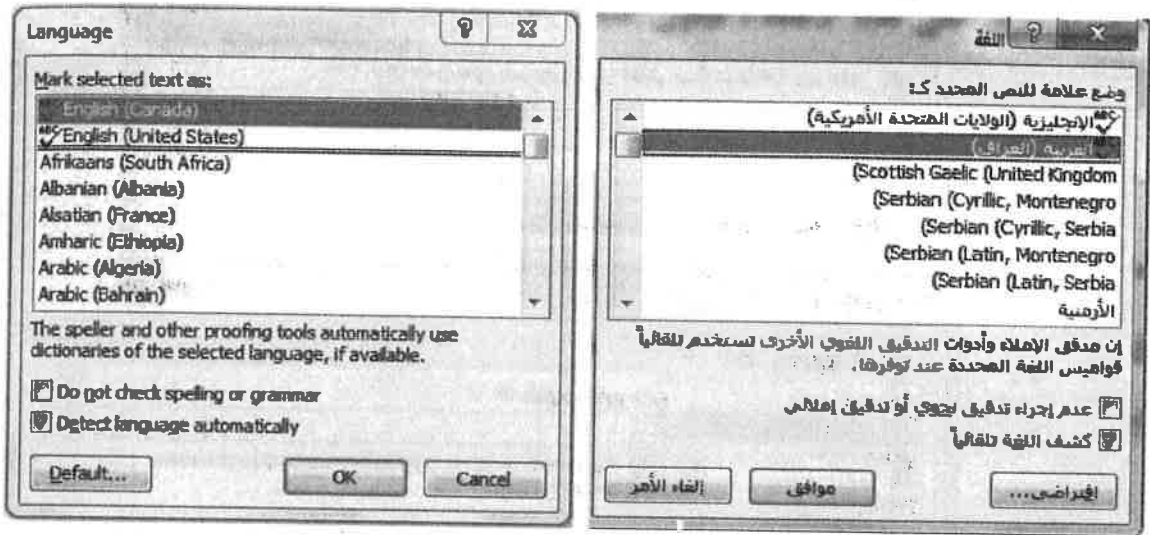 Language
Mark selected text as:
English (Canada)
English (United States)
Afrikaans (South Africa)
Albanian (Albania)
Alsatian (France)
Amharic (Ethiopia)
Arabic (Algeria)
Arabic (Bahrain)
The speller and other proofing tools automatically use
dictionaries of the selected language, if available.
Do not check spelling or grammar
Detect language automatically
Default...
OK
Cancel
اللغة
وضع علامة للنص المحدد كـ:
الإنجليزية (الولايات المتحدة الأمريكية)
العربية (العراق)
(Scottish Gaelic (United Kingdom
(Serbian (Cyrillic, Montenegro
(Serbian (Cyrillic, Serbia
(Serbian (Latin, Montenegro
(Serbian (Latin, Serbia
الأرمنية
إن مدقق الإملاء وأدوات التدقيق اللغوي الأخرى تستخدم تلقائياً
قواميس اللغة المحددة عند توفرها.
عدم إجراء تدقيق نحوي أو تدقيق إملائي
كشف اللغة تلقائياً
افتراضي...
موافق
إلغاء الأمر